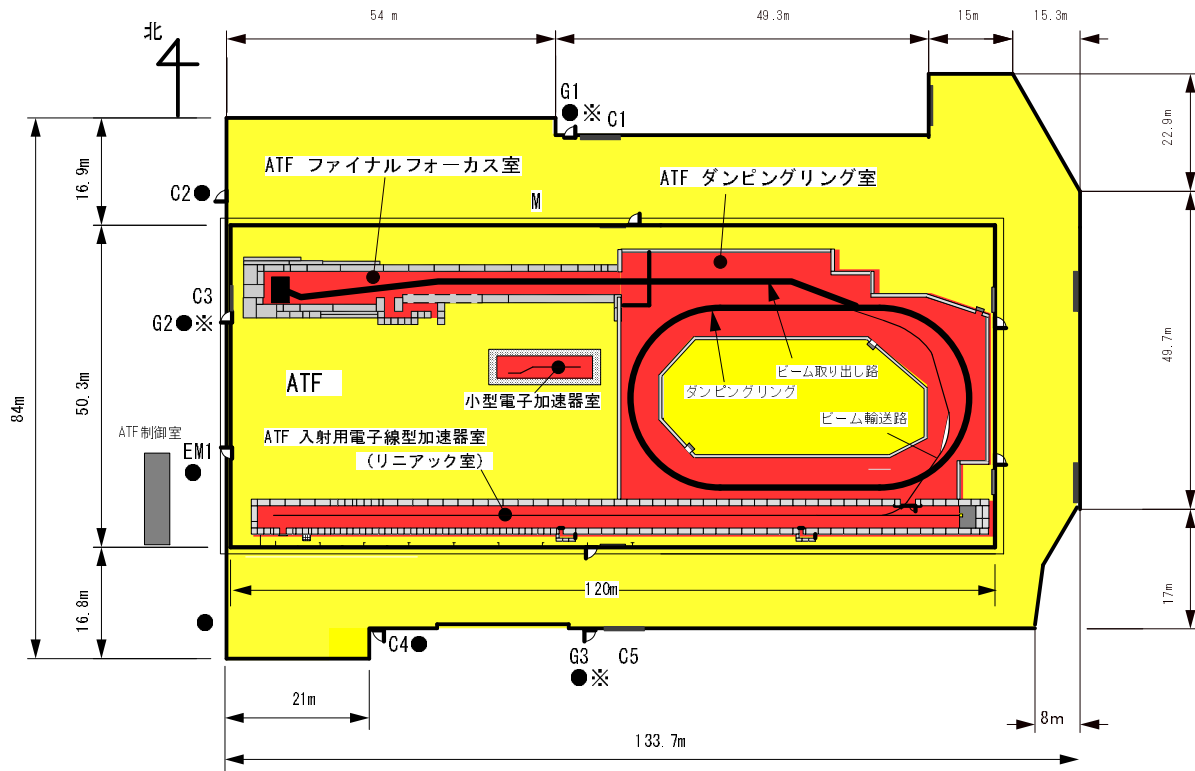 54 m
49.3m
15m
15.3m
北
G1
●※
C1
22.9m
16.9m
ATF ファイナルフォーカス室
ATF ダンピングリング室
C2●
M
C3
G2●※
84m
50.3m
49.7m
ATF
ビーム取り出し路
ダンピングリング
小型電子加速器室
ビーム輸送路
ATF制御室
ATF 入射用電子線型加速器室
(リニアック室)
EM1
●
120m
16.8m
17m
●
C4●
G3
●※
C5
21m
8m
133.7m